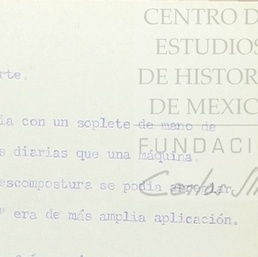 CENTRO D
ESTUDIOS
DE HISTOR
DE MEXIC
FUNDACI
Carlos Sl
rte.
ia con un soplete de mano de
s diarias que una máquina.
escompostura se podía
" era de más amplia aplicación.